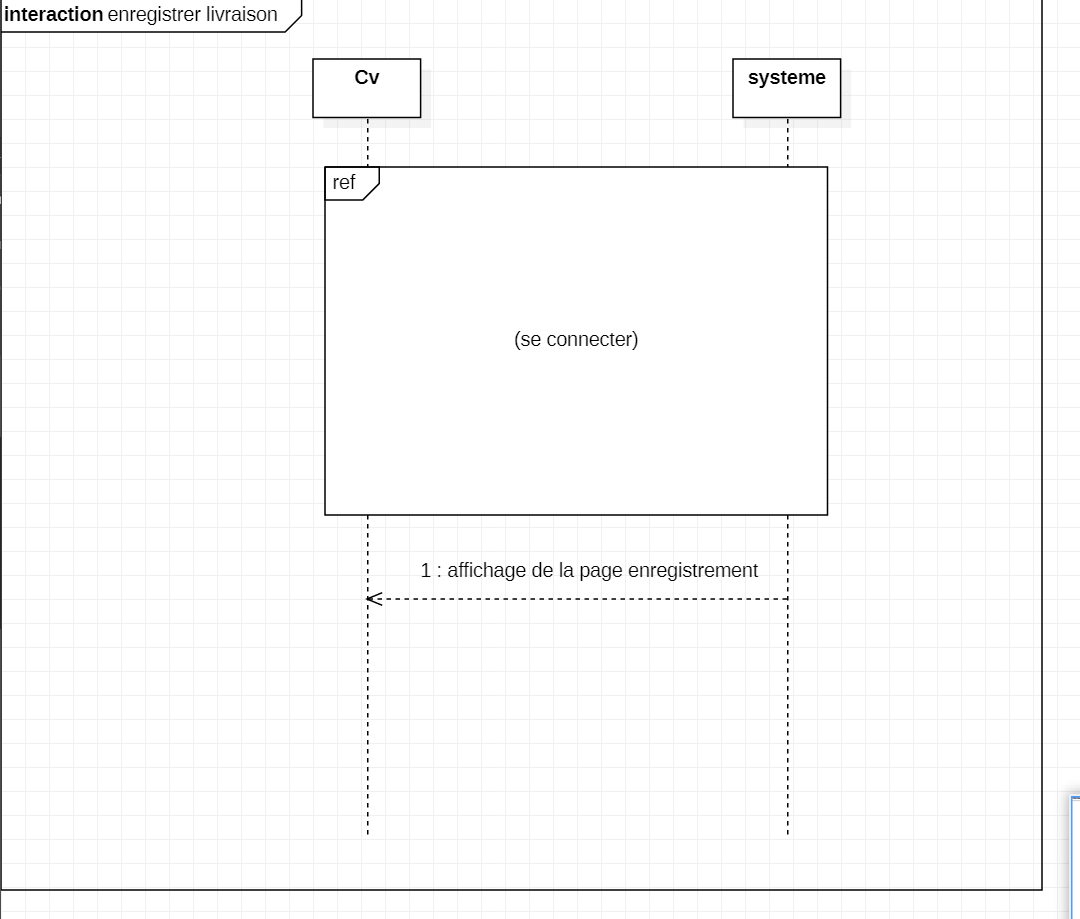 interaction enregistrer livraison
Cv
systeme
ref
(se connecter)
1 : affichage de la page enregistrement